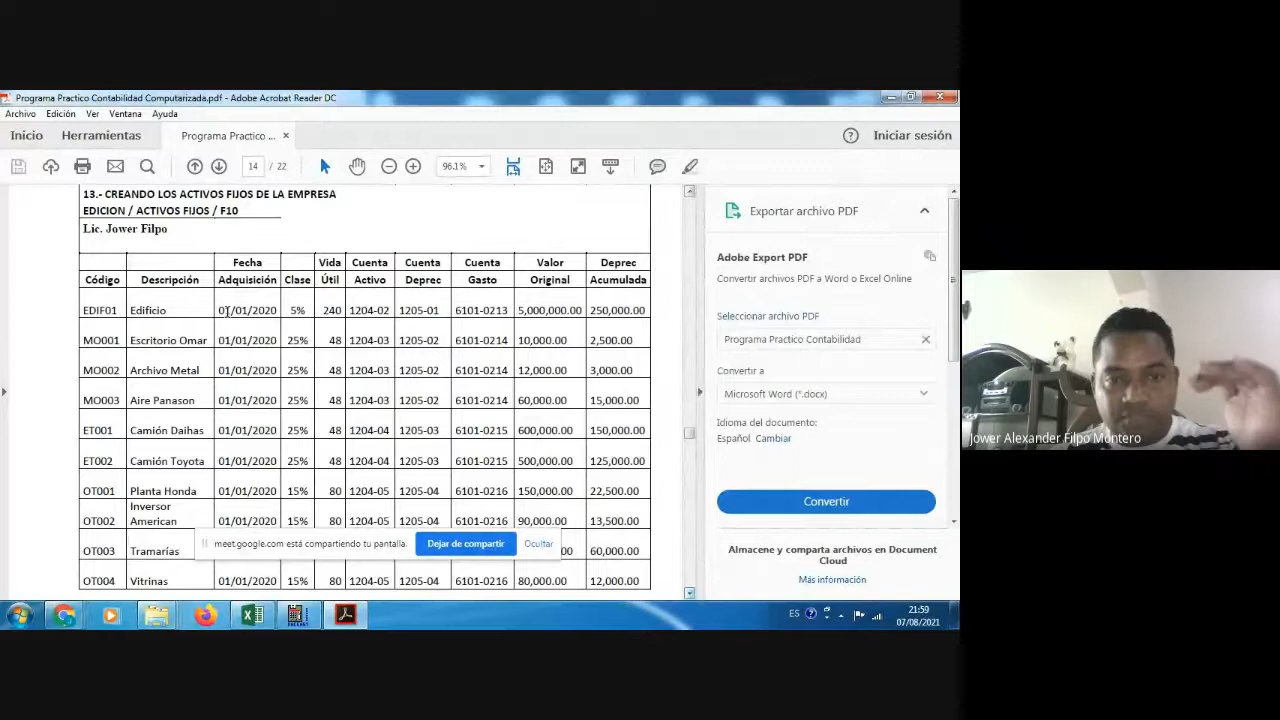 Programa Practico Contabilidad Computarizada.pdf - Adobe Acrobat Reader DC
Archivo Edición Ver Ventana Ayuda
Inicio Herramientas Programa Practico ... × Iniciar sesión
14 / 22 96.1%
13.- CREANDO LOS ACTIVOS FIJOS DE LA EMPRESA
EDICION / ACTIVOS FIJOS / F10
Lic. Jower Filpo
Fecha Vida Cuenta Cuenta Cuenta Valor Deprec
Código Descripción Adquisición Clase Útil Activo Deprec Gasto Original Acumulada
EDIF01 Edificio 01/01/2020 5% 240 1204-02 1205-01 6101-0213 5,000,000.00 250,000.00
MO001 Escritorio Omar 01/01/2020 25% 48 1204-03 1205-02 6101-0214 10,000.00 2,500.00
MO002 Archivo Metal 01/01/2020 25% 48 1204-03 1205-02 6101-0214 12,000.00 3,000.00
MO003 Aire Panason 01/01/2020 25% 48 1204-03 1205-02 6101-0214 60,000.00 15,000.00
ET001 Camión Daihas 01/01/2020 25% 48 1204-04 1205-03 6101-0215 600,000.00 150,000.00
ET002 Camión Toyota 01/01/2020 25% 48 1204-04 1205-03 6101-0215 500,000.00 125,000.00
OT001 Planta Honda 01/01/2020 15% 80 1204-05 1205-04 6101-0216 150,000.00 22,500.00
Inversor
OT002 American 01/01/2020 15% 80 1204-05 1205-04 6101-0216 90,000.00 13,500.00
OT003 Tramarías 60,000.00
OT004 Vitrinas 01/01/2020 15% 80 1204-05 1205-04 6101-0216 80,000.00 12,000.00
meet.google.com está compartiendo tu pantalla. Dejar de compartir Ocultar
Exportar archivo PDF
Adobe Export PDF
Convertir archivos PDF a Word o Excel Online
Seleccionar archivo PDF
Programa Practico Contabilidad ×
Convertir a
Microsoft Word (*.docx)
Idioma del documento:
Español Cambiar
Convertir
Almacene y comparta archivos en Document
Cloud
Más información
Jower Alexander Filpo Montero
ES 21:59
07/08/2021